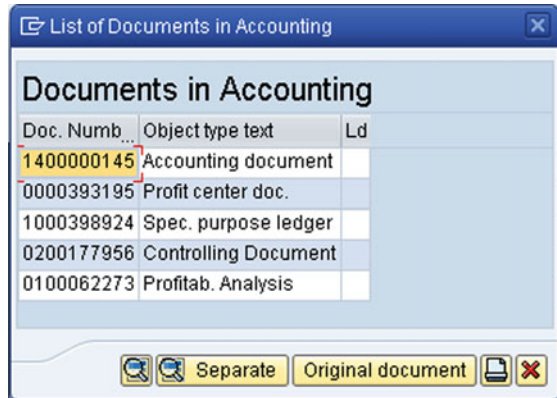 List of Documents in Accounting
Documents in Accounting
Doc. Numb... Object type text Ld
1400000145 Accounting document
0000393195 Profit center doc.
1000398924 Spec. purpose ledger
0200177956 Controlling Document
0100062273 Profitab. Analysis
Separate Original document